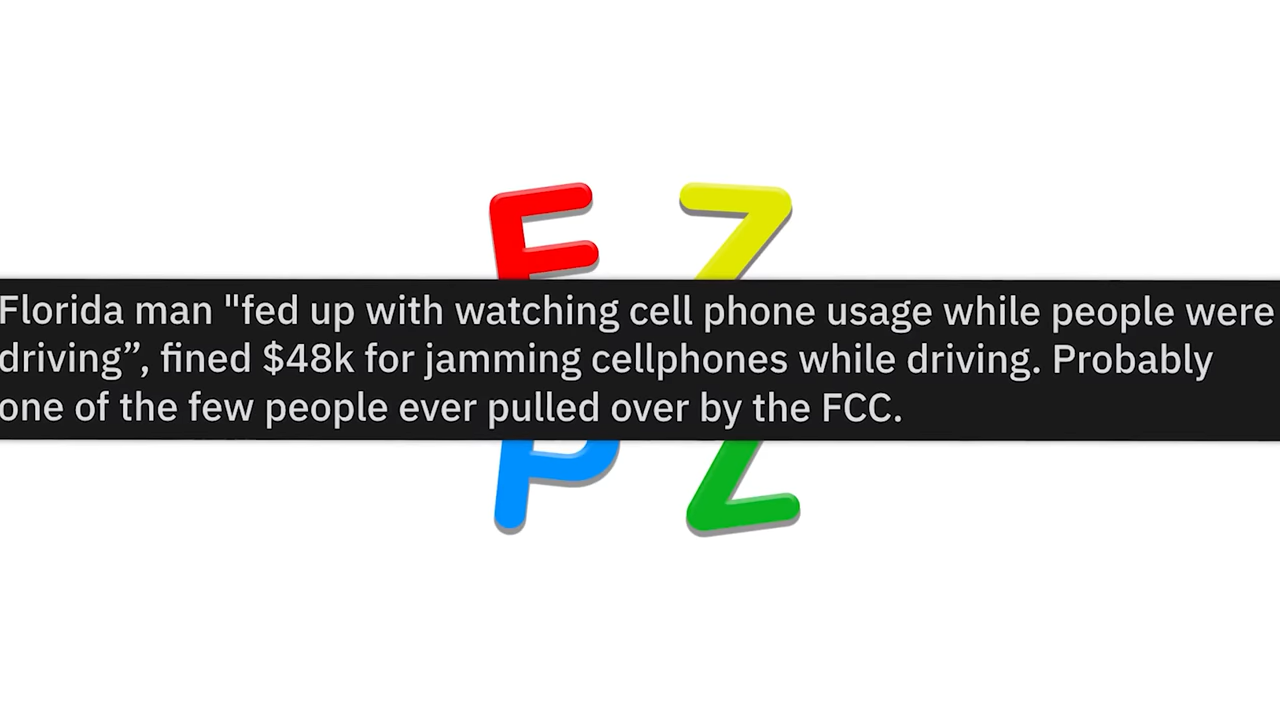 E Z
Florida man "fed up with watching cell phone usage while people were
driving”, fined $48k for jamming cellphones while driving. Probably
one of the few people ever pulled over by the FCC.
P Z